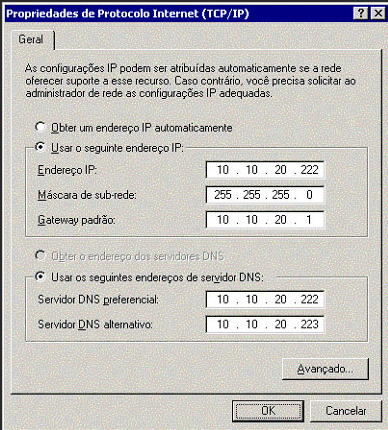 Propriedades de Protocolo Internet (TCP/IP)
Geral
As configurações IP podem ser atribuídas automaticamente se a rede
oferecer suporte a esse recurso. Caso contrário, você precisa solicitar ao
administrador de rede as configurações IP adequadas.
Obter um endereço IP automaticamente
Usar o seguinte endereço IP:
Endereço IP: 10 . 10 . 20 . 222
Máscara de sub-rede: 255 . 255 . 255 . 0
Gateway padrão: 10 . 10 . 20 . 1
Obter o endereço dos servidores DNS
Usar os seguintes endereços de servidor DNS:
Servidor DNS preferencial: 10 . 10 . 20 . 222
Servidor DNS alternativo: 10 . 10 . 20 . 223
Avançado...
OK Cancelar